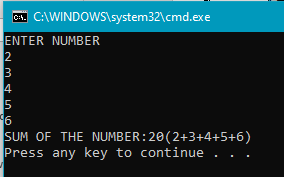 C:\WINDOWS\system32\cmd.exe
ENTER NUMBER
2
3
4
5
6
SUM OF THE NUMBER:20(2+3+4+5+6)
Press any key to continue . . .